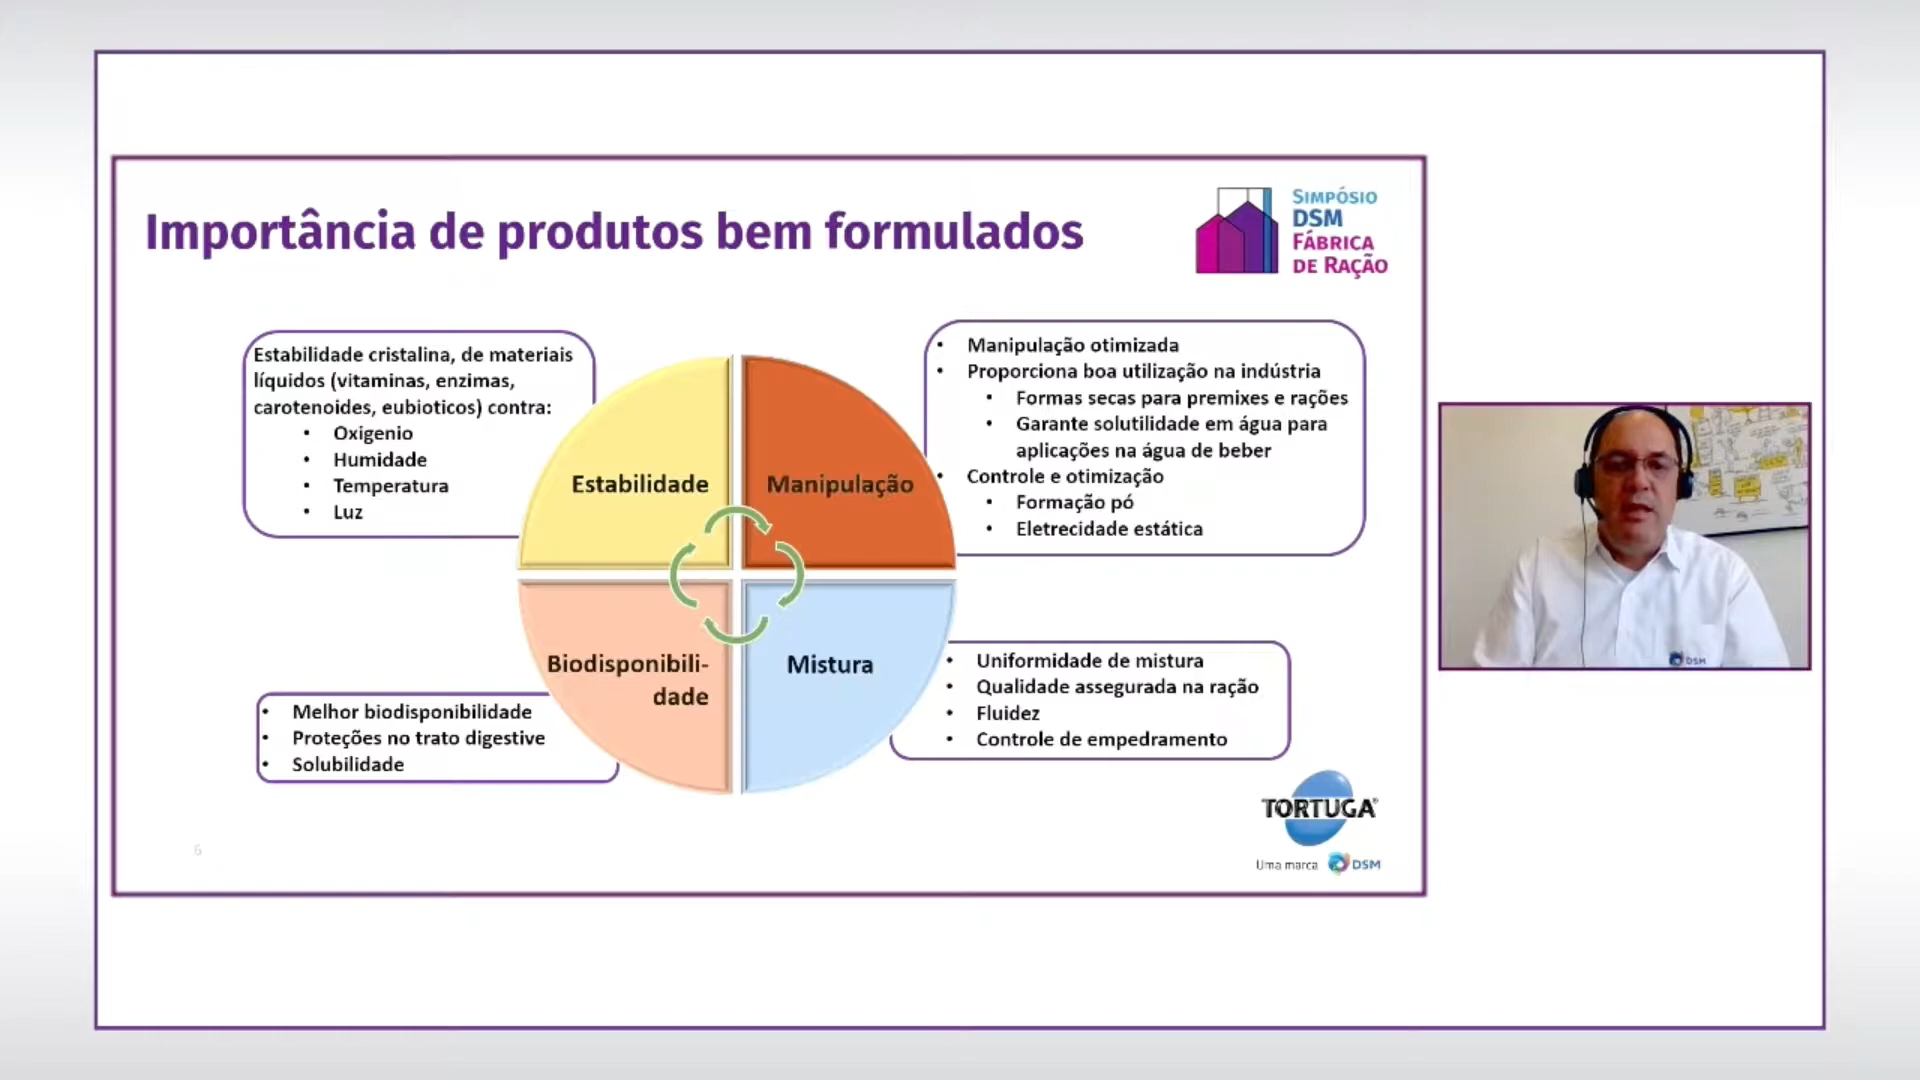 Importância de produtos bem formulados
SIMPÓSIO
DSM
FÁBRICA
DE RAÇÃO
Estabilidade cristalina, de materiais
líquidos (vitaminas, enzimas,
carotenoides, eubioticos) contra:
• Oxigenio
• Humidade
• Temperatura
• Luz
Estabilidade
Manipulação
• Manipulação otimizada
• Proporciona boa utilização na indústria
• Formas secas para premixes e rações
• Garante solutilidade em água para
aplicações na água de beber
• Controle e otimização
• Formação pó
• Eletrecidade estática
Biodisponibili-
dade
Mistura
• Melhor biodisponibilidade
• Proteções no trato digestive
• Solubilidade
• Uniformidade de mistura
• Qualidade assegurada na ração
• Fluidez
• Controle de empedramento
TORTUGA®
Uma marca DSM
6
DSM